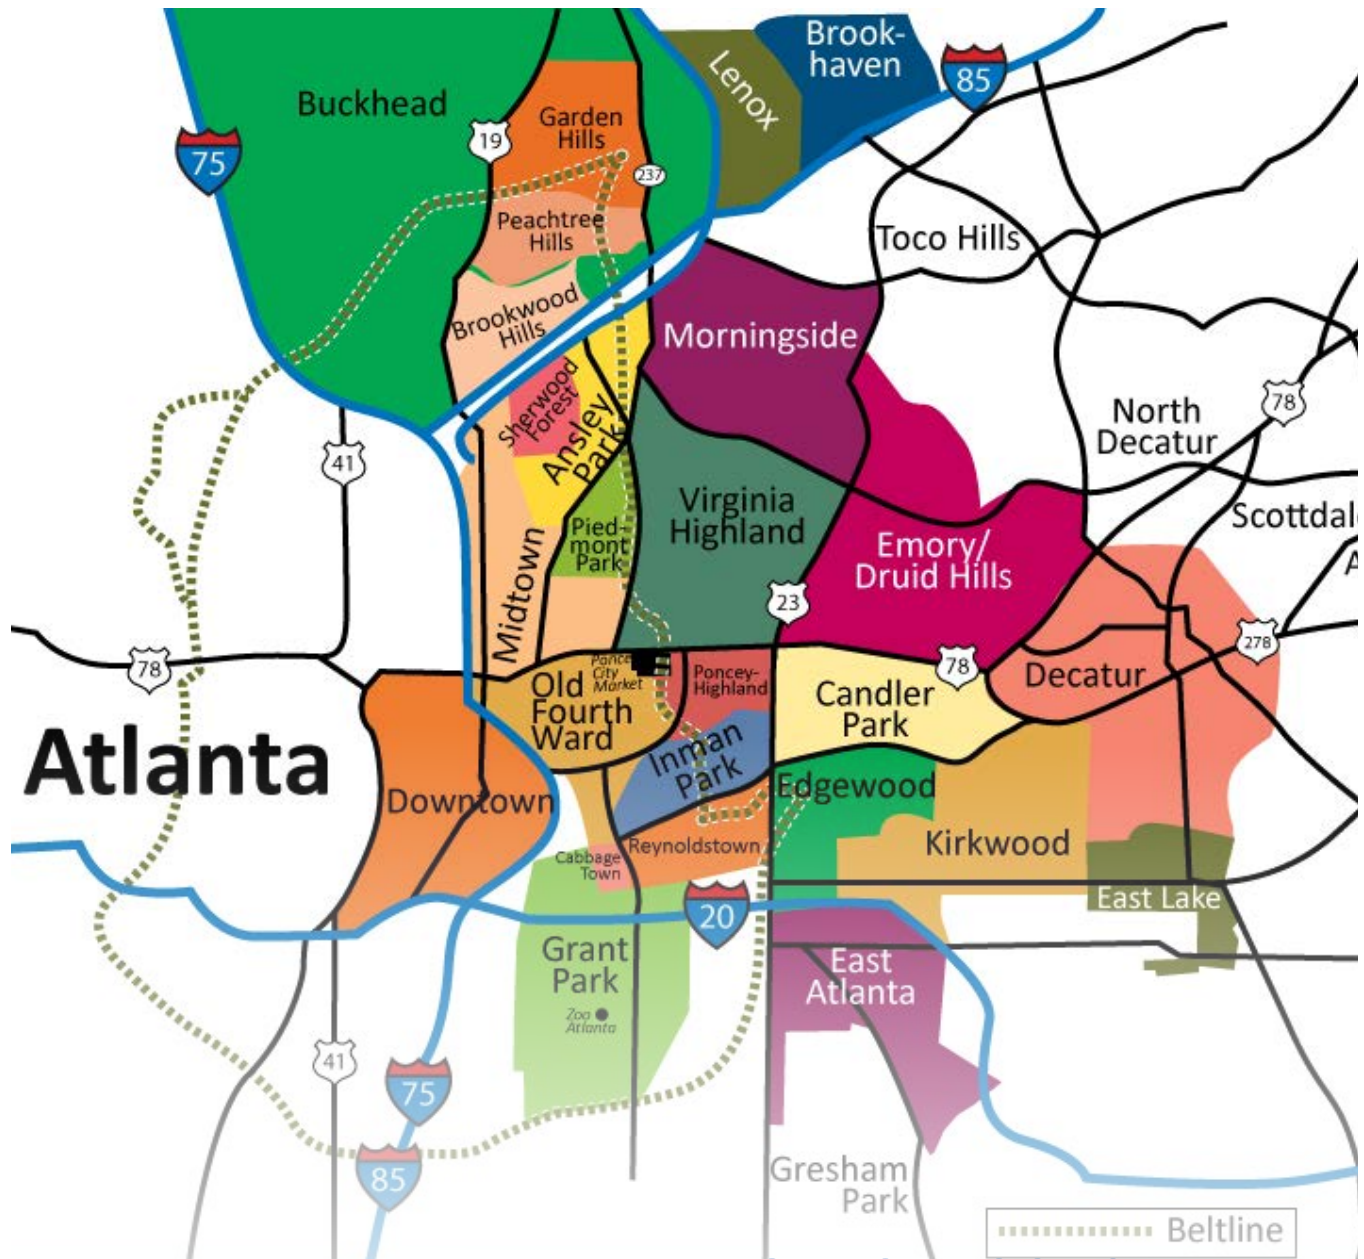 Brook-
haven
Lenox
85
Buckhead
Garden
Hills
19
75
237
Peachtree
Hills
Toco Hills
Brookwood
Hills
Morningside
Sherwood
Forest
Ansley
Park
78
North
Decatur
41
Virginia
Highland
Scottdal
Pied-
mont
Park
Emory/
Druid Hills
A
Midtown
23
78
Ponce
City
Market
Poncey-
Highland
78
278
Old
Fourth
Ward
Candler
Park
Decatur
Atlanta
Inman
Park
Downtown
Edgewood
Kirkwood
Reynoldstown
Cabbage
Town
East Lake
20
Grant
Park
East
Atlanta
Zoo
Atlanta
41
75
85
Gresham
Park
Beltline